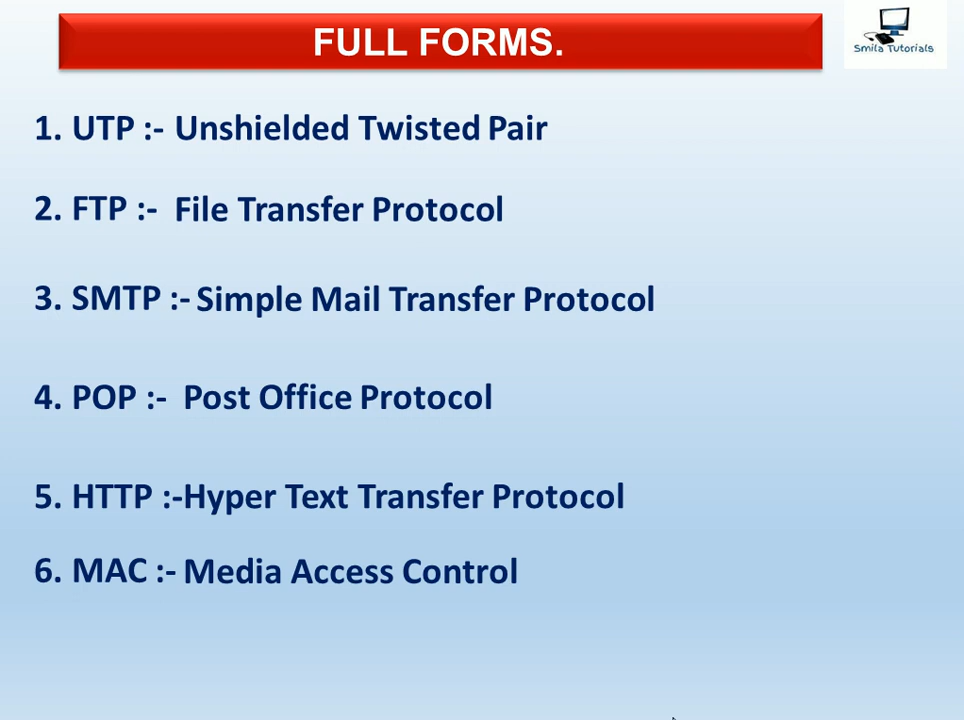 FULL FORMS.
Smila Tutorials
1. UTP :- Unshielded Twisted Pair
2. FTP :- File Transfer Protocol
3. SMTP :- Simple Mail Transfer Protocol
4. POP :- Post Office Protocol
5. HTTP :-Hyper Text Transfer Protocol
6. MAC :- Media Access Control